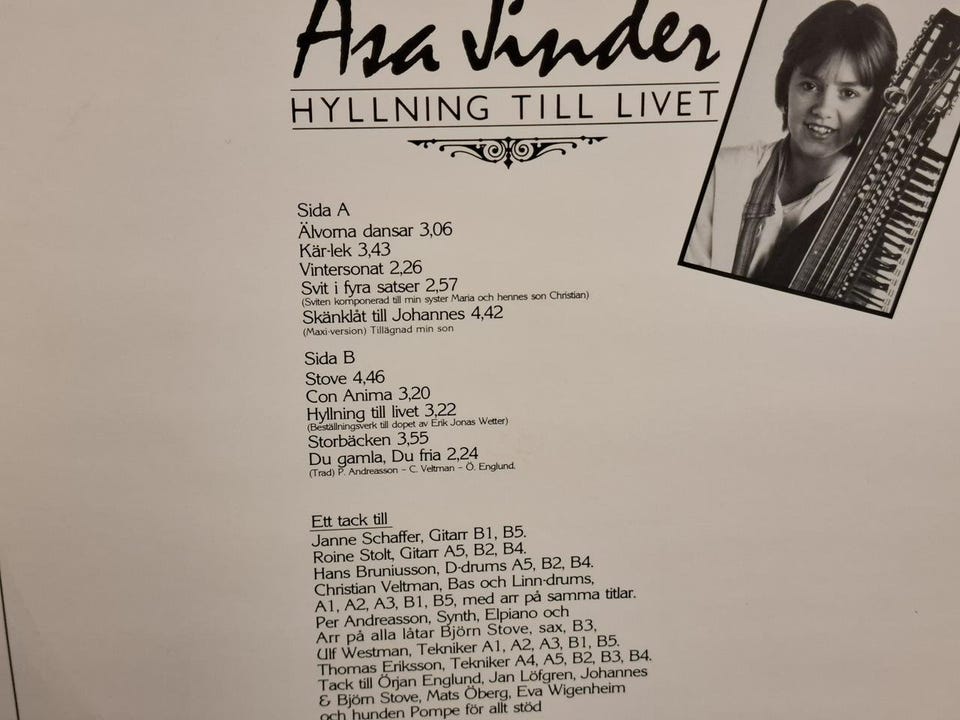 Åsa Jinder
HYLLNING TILL LIVET
Sida A
Älvorna dansar 3,06
Kär-lek 3,43
Vintersonat 2,26
Svit i fyra satser 2,57
(Sviten komponerad till min syster Maria och hennes son Christian)
Skänklåt till Johannes 4,42
(Maxi-version) Tillägnad min son
Sida B
Stove 4,46
Con Anima 3,20
Hyllning till livet 3,22
(Beställningsverk till dopet av Erik Jonas Wetter)
Storbäcken 3,55
Du gamla, Du fria 2,24
(Trad) P. Andreasson – C. Veltman – Ö. Englund.
Ett tack till
Janne Schaffer, Gitarr B1, B5.
Roine Stolt, Gitarr A5, B2, B4.
Hans Bruniusson, D-drums A5, B2, B4.
Christian Veltman, Bas och Linn-drums,
A1, A2, A3, B1, B5, med arr på samma titlar.
Per Andreasson, Synth, Elpiano och
Arr på alla låtar Björn Stove, sax, B3,
Ulf Westman, Tekniker A1, A2, A3, B1, B5.
Thomas Eriksson, Tekniker A4, A5, B2, B3, B4.
Tack till Örjan Englund, Jan Löfgren, Johannes
& Björn Stove, Mats Öberg, Eva Wigenheim
och hunden Pompe för allt stöd